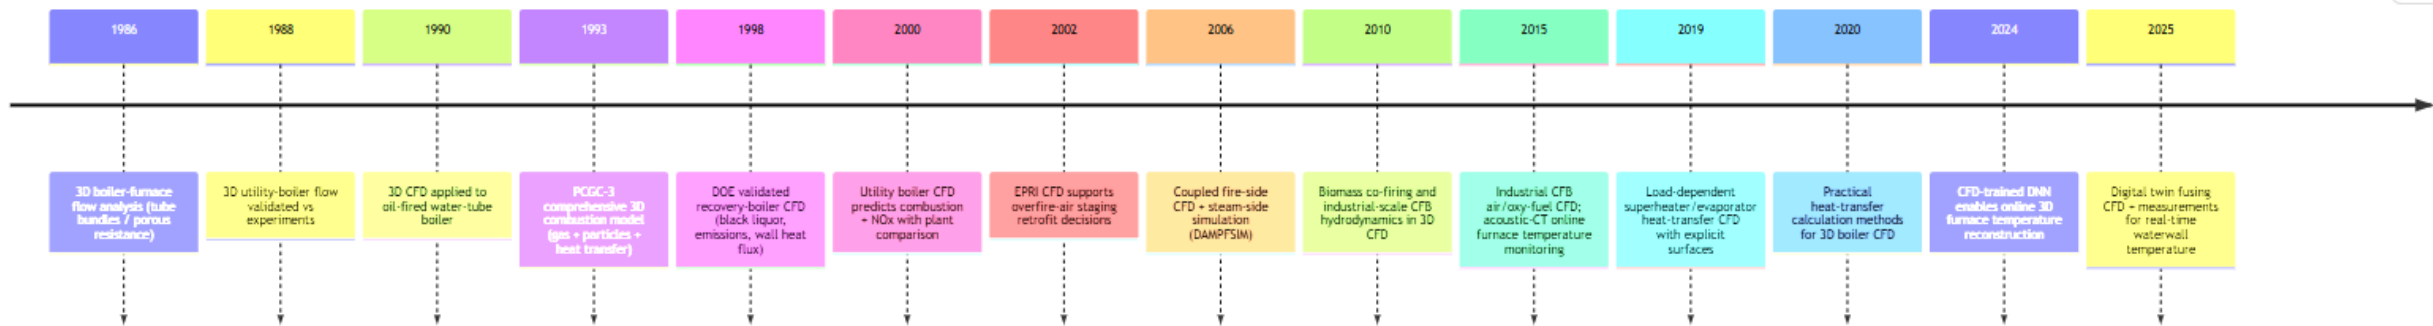 1986
1988
1990
1993
1998
2000
2002
2006
2010
2015
2019
2020
2024
2025
3D boiler-furnace
flow analysis (tube
bundles / porous
resistance)
3D utility-boiler flow
validated vs
experiments
3D CFD applied to
oil-fired water-tube
boiler
PCGC-3
comprehensive 3D
combustion model
(gas + particles +
heat transfer)
DOE validated
recovery-boiler CFD
(black liquor,
emissions, wall heat
flux)
Utility boiler CFD
predicts combustion
+ NOx with plant
comparison
EPRI CFD supports
overfire-air staging
retrofit decisions
Coupled fire-side
CFD + steam-side
simulation
(DAMPFSIM)
Biomass co-firing and
industrial-scale CFB
hydrodynamics in 3D
CFD
Industrial CFB
air/oxy-fuel CFD;
acoustic-CT online
furnace temperature
monitoring
Load-dependent
superheater/evaporator
heat-transfer CFD
with explicit
surfaces
Practical
heat-transfer
calculation methods
for 3D boiler CFD
CFD-trained DNN
enables online 3D
furnace temperature
reconstruction
Digital twin fusing
CFD + measurements
for real-time
waterwall
temperature